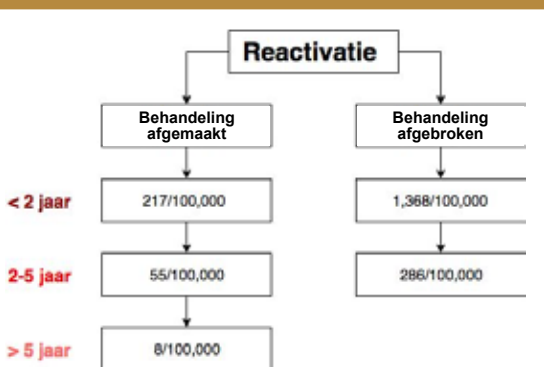 Reactivatie
Behandeling
afgemaakt
Behandeling
afgebroken
< 2 jaar
217/100,000
1,368/100,000
2-5 jaar
55/100,000
286/100,000
> 5 jaar
8/100,000